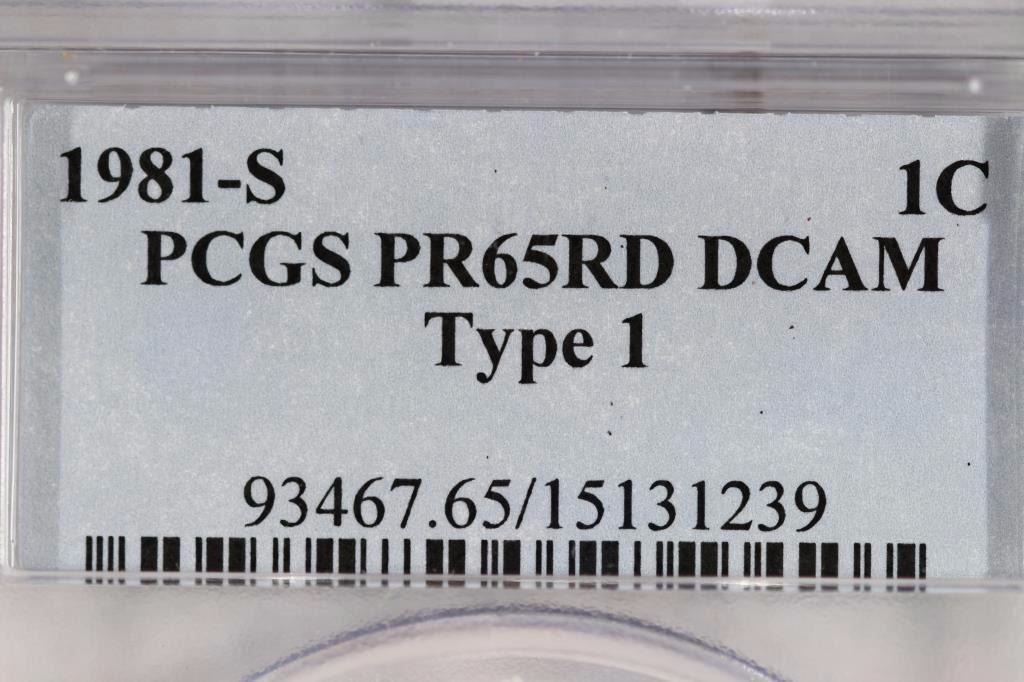 1981-S 1C
PCGS PR65RD DCAM
Type 1
93467.65/15131239